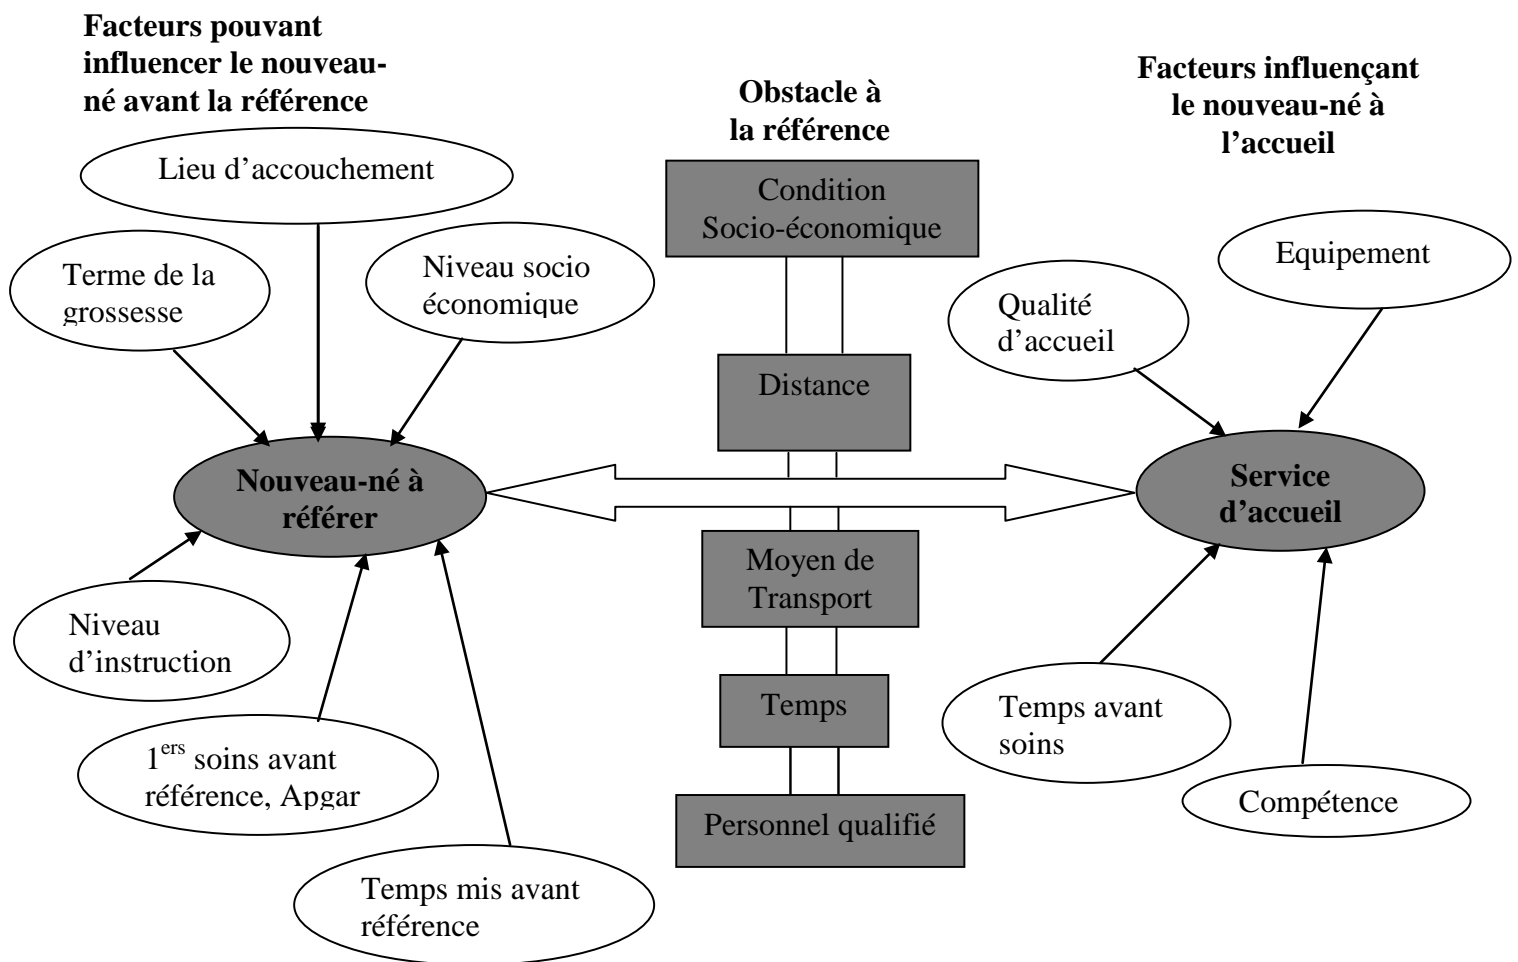 Facteurs pouvant
influencer le nouveau-
né avant la référence
Lieu d'accouchement
Terme de la
grossesse
Niveau socio
économique
Nouveau-né à
référer
Niveau
d'instruction
1ers soins avant
référence, Apgar
Temps mis avant
référence
Obstacle à
la référence
Condition
Socio-économique
Distance
Moyen de
Transport
Temps
Personnel qualifié
Facteurs influençant
le nouveau-né à
l'accueil
Equipement
Qualité
d'accueil
Service
d'accueil
Temps avant
soins
Compétence